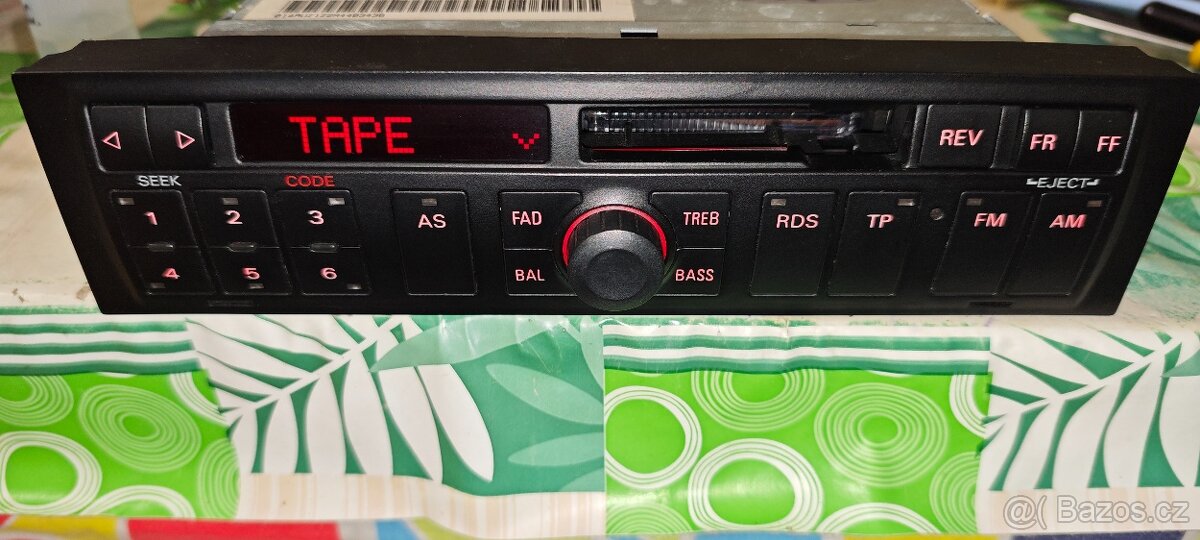 TAPE
REV
FR
FF
SEEK
CODE
EJECT
1
2
3
AS
FAD
TREB
RDS
TP
FM
AM
4
5
6
BAL
BASS
@( Bazos.cz